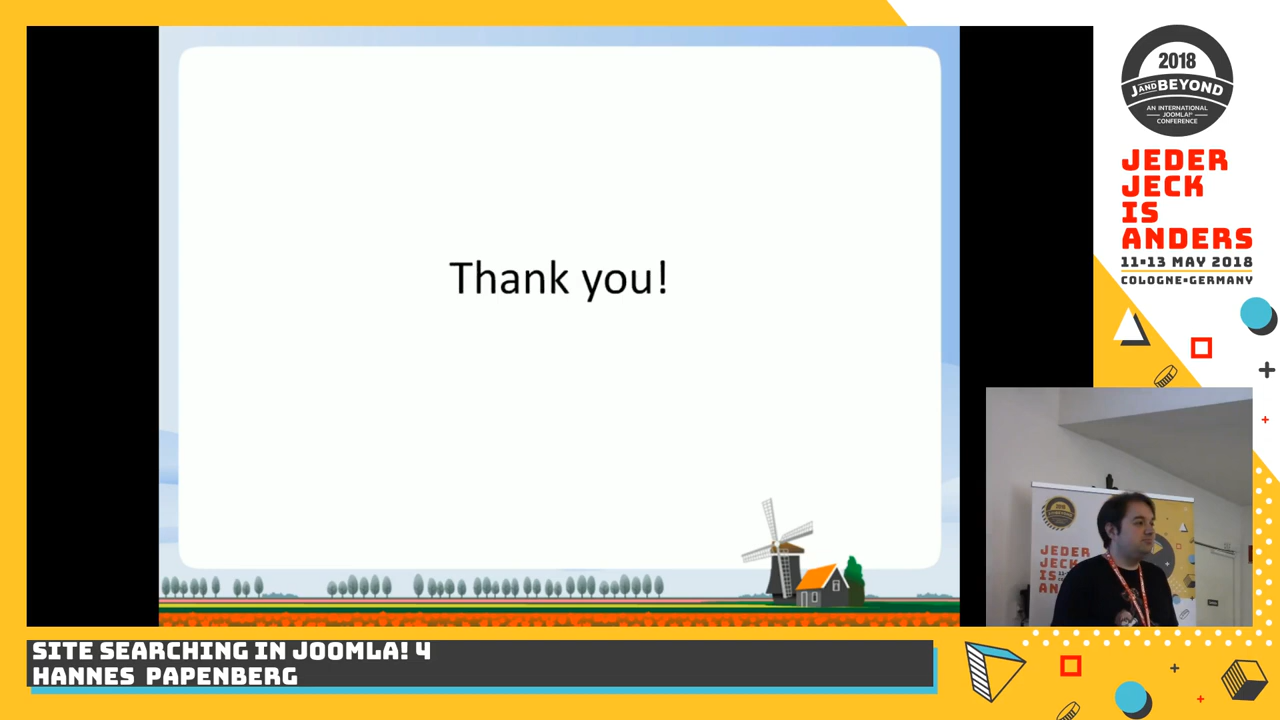 Thank you!
2018
J AND BEYOND
AN INTERNATIONAL
JOOMLA!
CONFERENCE
JEDER
JECK
IS
ANDERS
11▪13 MAY 2018
COLOGNE▪GERMANY
JEDER
SITE SEARCHING IN JOOMLA! 4
HANNES PAPENBERG